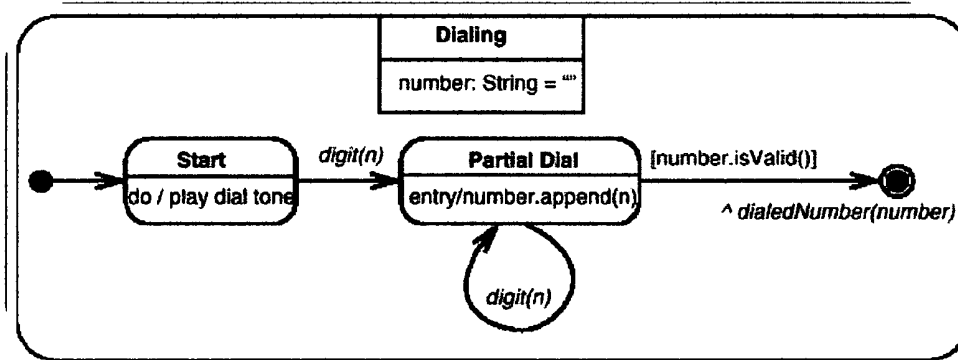 Dialing
number: String = “”
Start
do / play dial tone
digit(n)
Partial Dial
entry/number.append(n)
[number.isValid()]
^ dialedNumber(number)
digit(n)